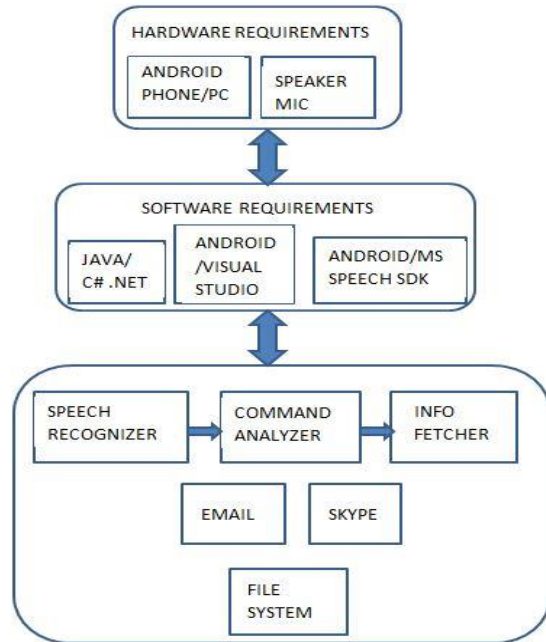 HARDWARE REQUIREMENTS
ANDROID
PHONE/PC
SPEAKER
MIC
SOFTWARE REQUIREMENTS
JAVA/
C# .NET
ANDROID
/VISUAL
STUDIO
ANDROID/MS
SPEECH SDK
SPEECH
RECOGNIZER
COMMAND
ANALYZER
INFO
FETCHER
EMAIL
SKYPE
FILE
SYSTEM